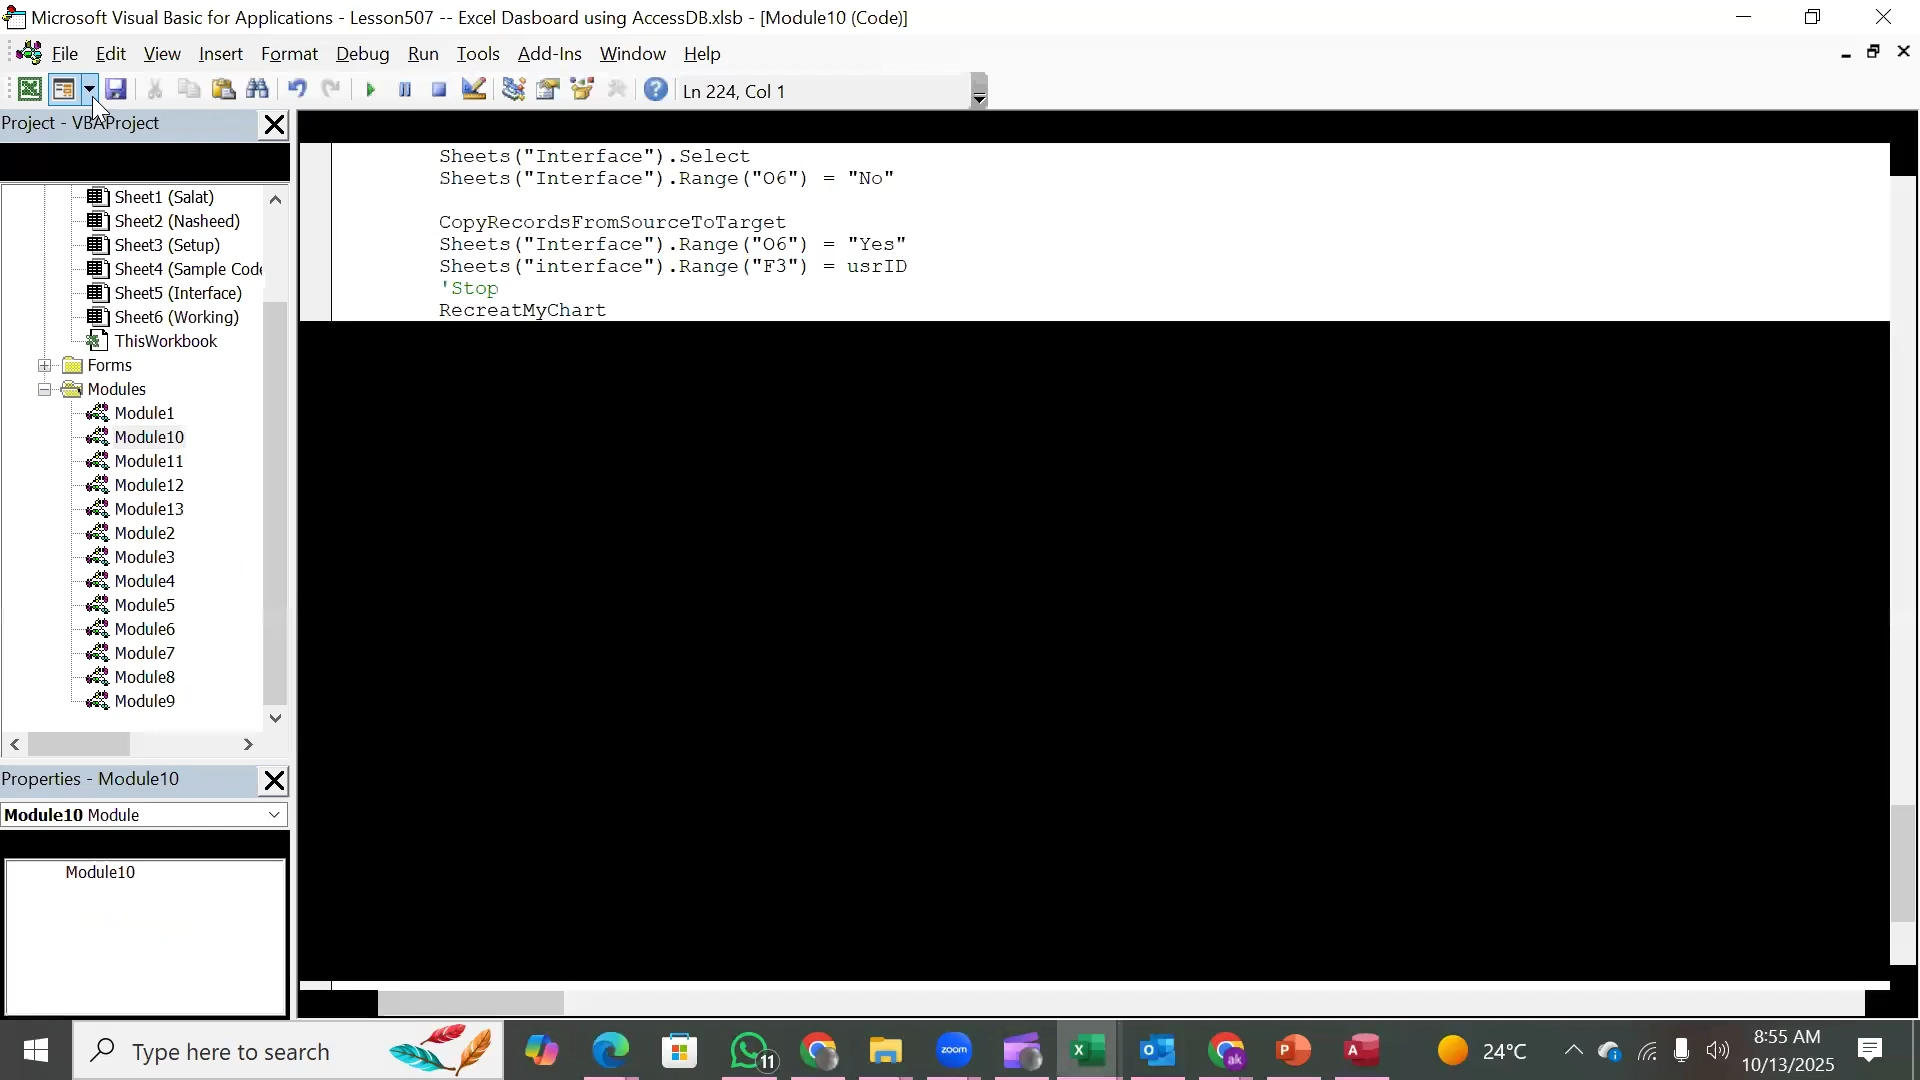 Microsoft Visual Basic for Applications - Lesson507 -- Excel Dasboard using AccessDB.xlsb - [Module10 (Code)]
File Edit View Insert Format Debug Run Tools Add-Ins Window Help
Ln 224, Col 1
Project - VBAProject
Sheet1 (Salat)
Sheet2 (Nasheed)
Sheet3 (Setup)
Sheet4 (Sample Code
Sheet5 (Interface)
Sheet6 (Working)
ThisWorkbook
Forms
Modules
Module1
Module10
Module11
Module12
Module13
Module2
Module3
Module4
Module5
Module6
Module7
Module8
Module9
Properties - Module10
Module10 Module
Module10
Sheets("Interface").Select
Sheets("Interface").Range("O6") = "No"
CopyRecordsFromSourceToTarget
Sheets("Interface").Range("O6") = "Yes"
Sheets("interface").Range("F3") = usrID
'Stop
RecreatMyChart
Type here to search
11
zoom
ak
24°C
8:55 AM
10/13/2025